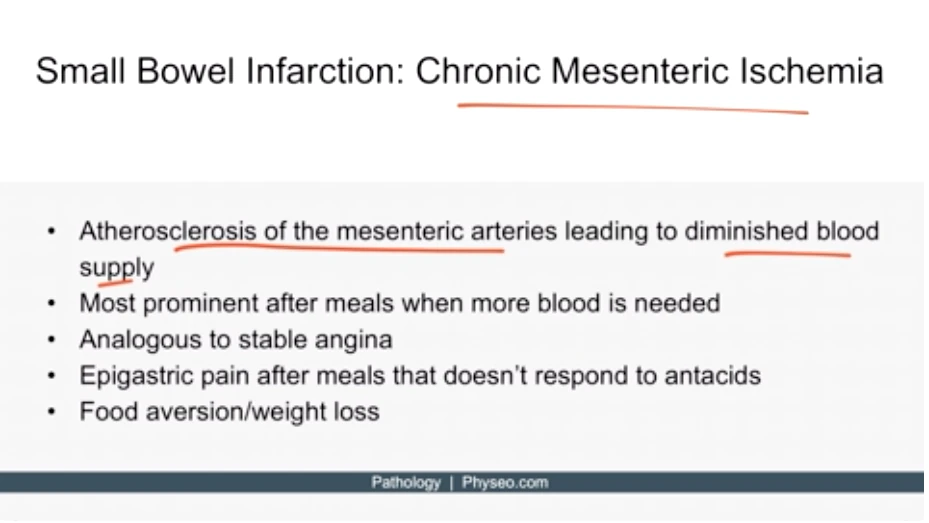 Small Bowel Infarction: Chronic Mesenteric Ischemia
• Atherosclerosis of the mesenteric arteries leading to diminished blood
supply
• Most prominent after meals when more blood is needed
• Analogous to stable angina
• Epigastric pain after meals that doesn’t respond to antacids
• Food aversion/weight loss
Pathology | Physeo.com